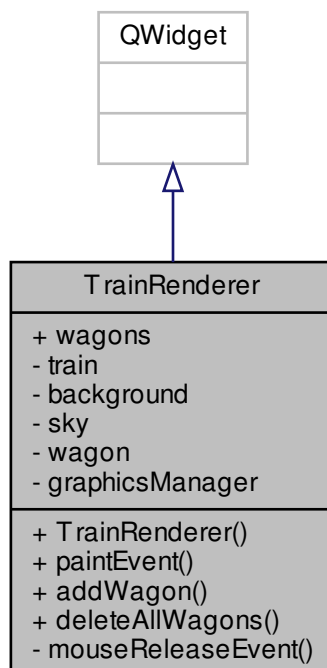 QWidget
TrainRenderer
+ wagons
- train
- background
- sky
- wagon
- graphicsManager
+ TrainRenderer()
+ paintEvent()
+ addWagon()
+ deleteAllWagons()
- mouseReleaseEvent()